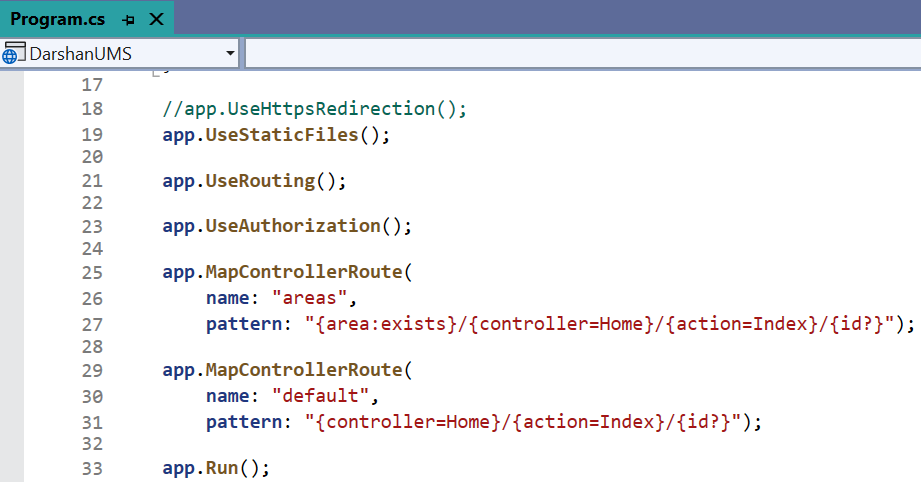 Program.cs
DarshanUMS
17
18 //app.UseHttpsRedirection();
19 app.UseStaticFiles();
20
21 app.UseRouting();
22
23 app.UseAuthorization();
24
25 app.MapControllerRoute(
26 name: "areas",
27 pattern: "{area:exists}/{controller=Home}/{action=Index}/{id?}");
28
29 app.MapControllerRoute(
30 name: "default",
31 pattern: "{controller=Home}/{action=Index}/{id?}");
32
33 app.Run();